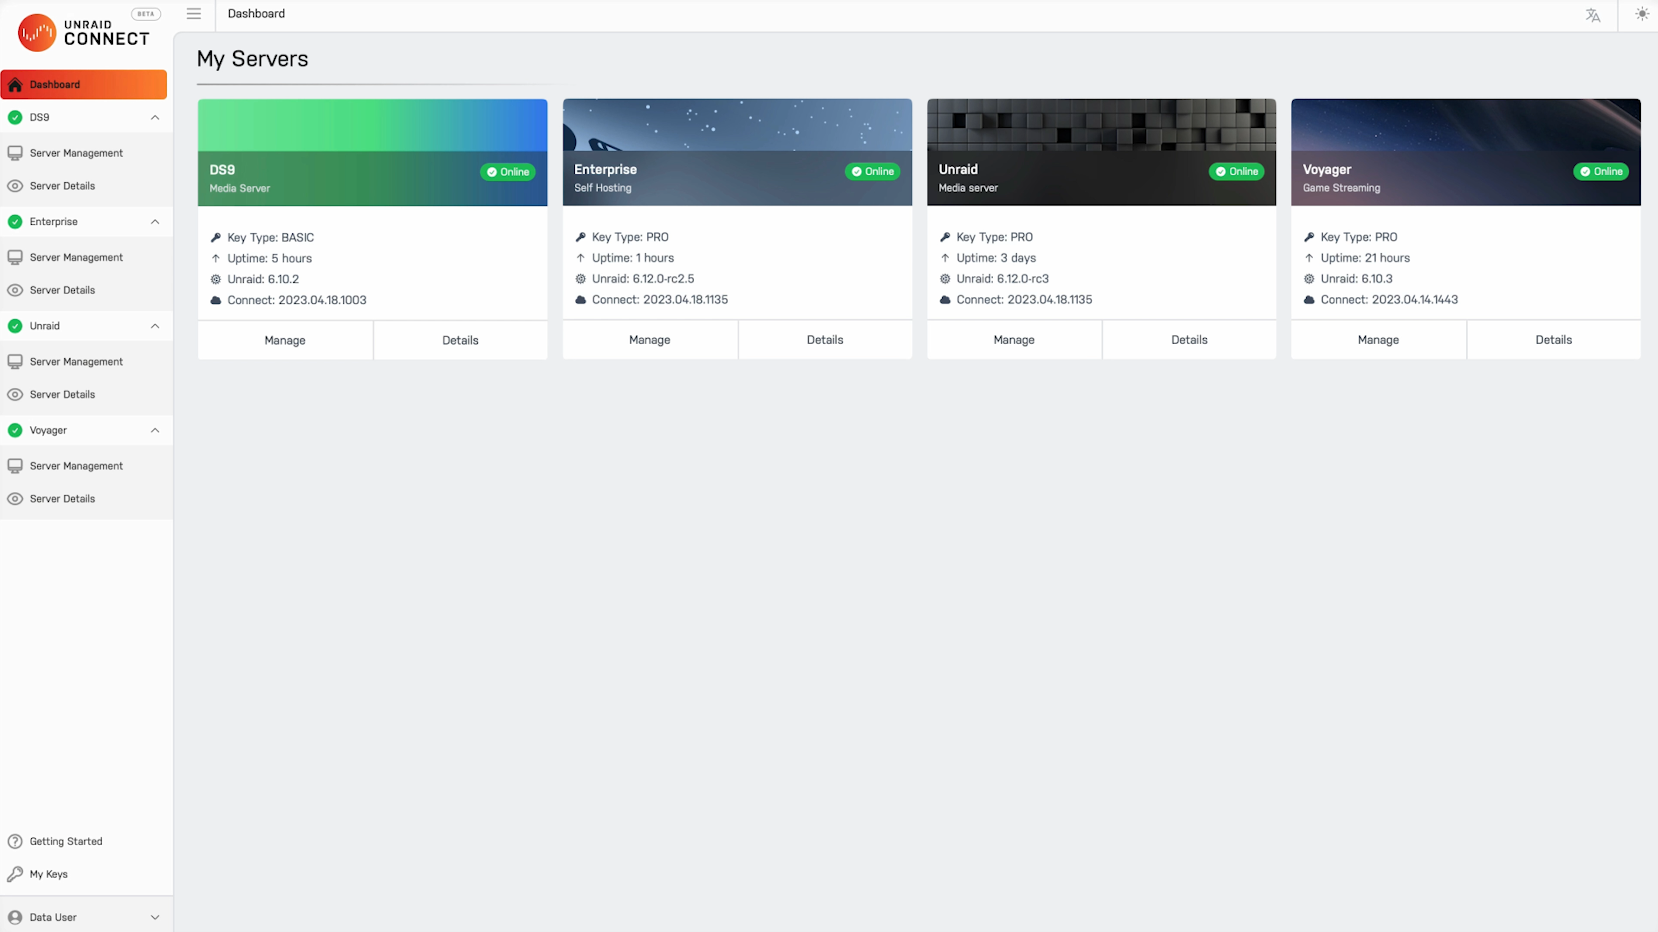 UNRAID
CONNECT
BETA
Dashboard
Dashboard
DS9
Server Management
Server Details
Enterprise
Server Management
Server Details
Unraid
Server Management
Server Details
Voyager
Server Management
Server Details
Getting Started
My Keys
Data User
My Servers
DS9
Online
Media Server
Key Type: BASIC
Uptime: 5 hours
Unraid: 6.10.2
Connect: 2023.04.18.1003
Manage
Details
Enterprise
Online
Self Hosting
Key Type: PRO
Uptime: 1 hours
Unraid: 6.12.0-rc2.5
Connect: 2023.04.18.1135
Manage
Details
Unraid
Online
Media server
Key Type: PRO
Uptime: 3 days
Unraid: 6.12.0-rc3
Connect: 2023.04.18.1135
Manage
Details
Voyager
Online
Game Streaming
Key Type: PRO
Uptime: 21 hours
Unraid: 6.10.3
Connect: 2023.04.14.1443
Manage
Details